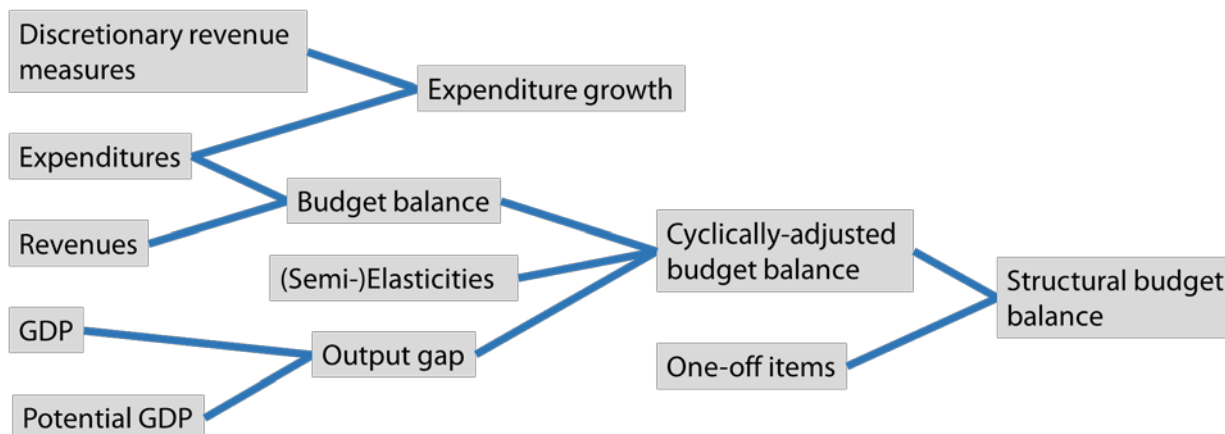 Discretionary revenue
measures
Expenditure growth
Expenditures
Budget balance
Revenues
Cyclically-adjusted
budget balance
(Semi-)Elasticities
Structural budget
balance
GDP
Output gap
One-off items
Potential GDP